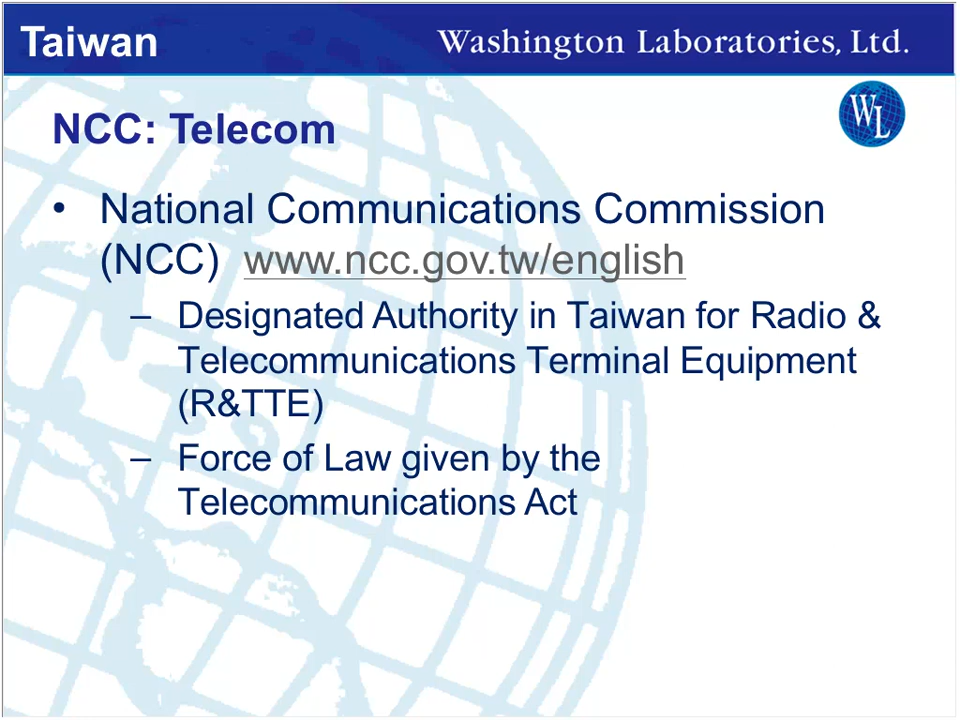 Taiwan
Washington Laboratories, Ltd.
WL
NCC: Telecom
• National Communications Commission
(NCC) www.ncc.gov.tw/english
– Designated Authority in Taiwan for Radio &
Telecommunications Terminal Equipment
(R&TTE)
– Force of Law given by the
Telecommunications Act